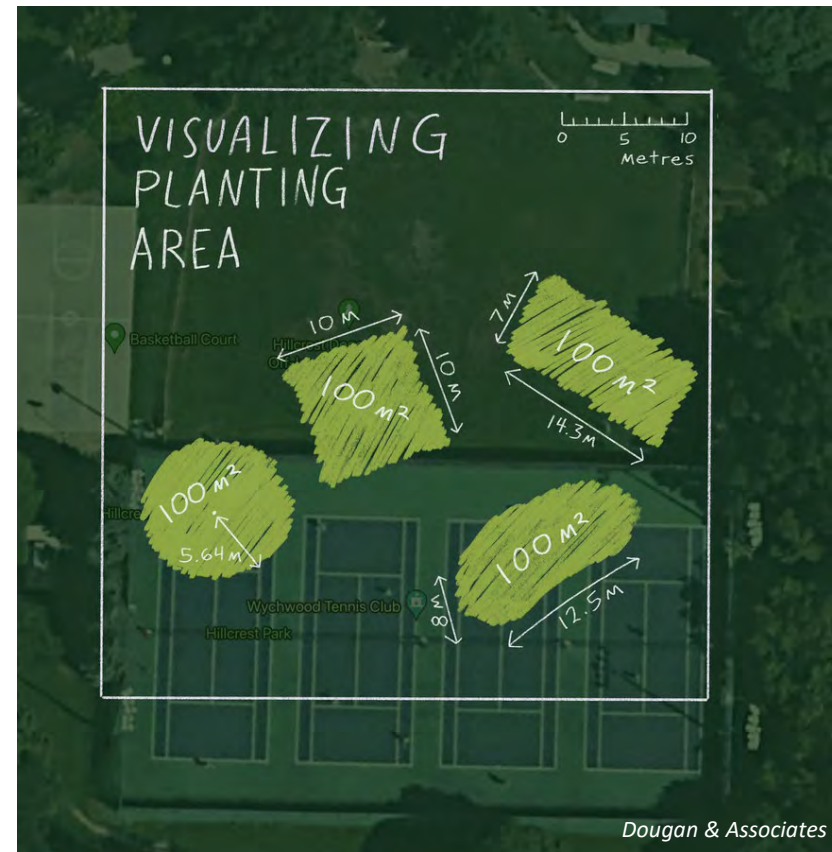 VISUALIZING
PLANTING
AREA
0 5 10
Metres
10 M
10 M
100 M²
7 M
100 M²
14.3 M
Basketball Court
100 M²
5.64 M
100 M²
8 M
12.5 M
Wychwood Tennis Club
Hillcrest Park
Dougan & Associates